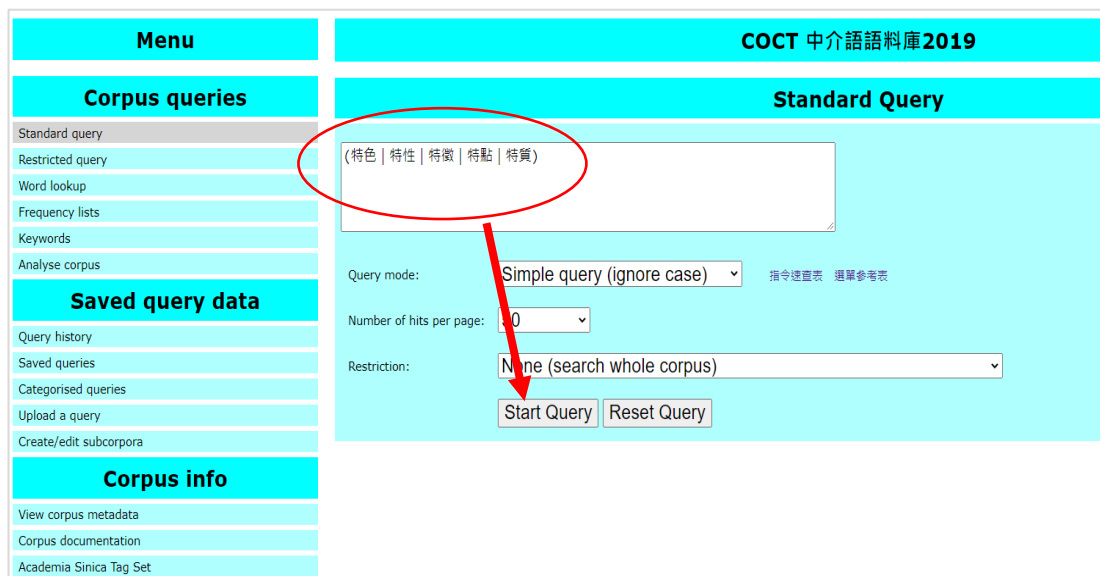 Menu
COCT 中介語語料庫2019
Corpus queries
Standard query
Restricted query
Word lookup
Frequency lists
Keywords
Analyse corpus
Saved query data
Query history
Saved queries
Categorised queries
Upload a query
Create/edit subcorpora
Corpus info
View corpus metadata
Corpus documentation
Academia Sinica Tag Set
Standard Query
(特色|特性|特徵|特點|特質)
Query mode: Simple query (ignore case) 指令速查表 選單參考表
Number of hits per page:
Restriction: None (search whole corpus)
Start Query Reset Query